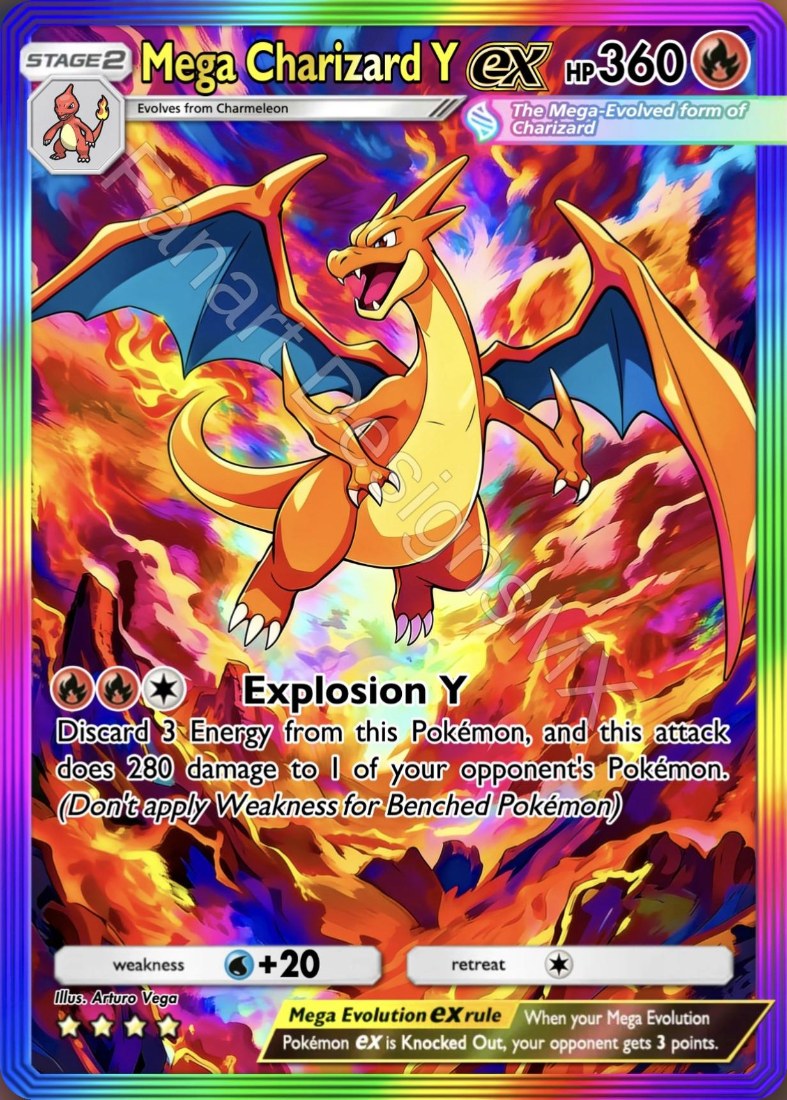 STAGE2
Mega Charizard Y ex
HP360
Evolves from Charmeleon
The Mega-Evolved form of
Charizard
Fanart DesignsMX
Explosion Y
Discard 3 Energy from this Pokémon, and this attack
does 280 damage to 1 of your opponent's Pokémon.
(Don't apply Weakness for Benched Pokémon)
weakness +20
retreat
Illus. Arturo Vega
Mega Evolution ex rule
When your Mega Evolution
Pokémon ex is Knocked Out, your opponent gets 3 points.